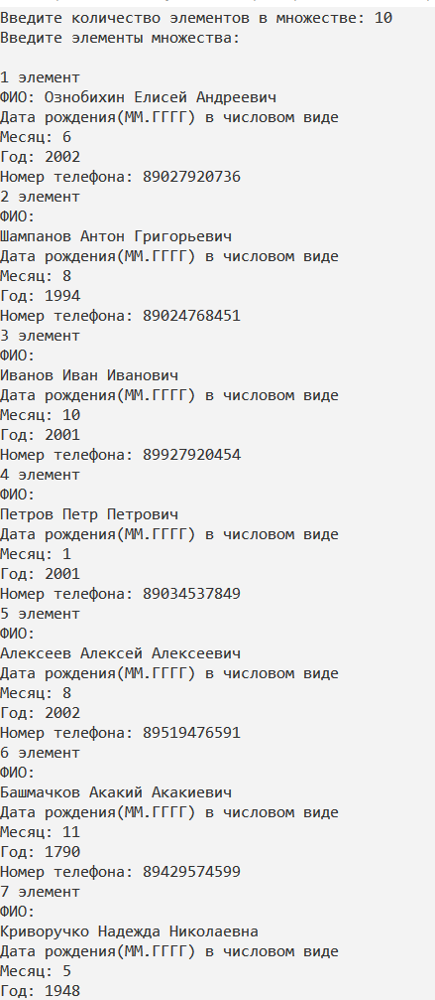 Введите количество элементов в множестве: 10
Введите элементы множества:
1 элемент
ФИО: Ознобихин Елисей Андреевич
Дата рождения(ММ.ГГГГ) в числовом виде
Месяц: 6
Год: 2002
Номер телефона: 89027920736
2 элемент
ФИО:
Шампанов Антон Григорьевич
Дата рождения(ММ.ГГГГ) в числовом виде
Месяц: 8
Год: 1994
Номер телефона: 89024768451
3 элемент
ФИО:
Иванов Иван Иванович
Дата рождения(ММ.ГГГГ) в числовом виде
Месяц: 10
Год: 2001
Номер телефона: 89927920454
4 элемент
ФИО:
Петров Петр Петрович
Дата рождения(ММ.ГГГГ) в числовом виде
Месяц: 1
Год: 2001
Номер телефона: 89034537849
5 элемент
ФИО:
Алексеев Алексей Алексеевич
Дата рождения(ММ.ГГГГ) в числовом виде
Месяц: 8
Год: 2002
Номер телефона: 89519476591
6 элемент
ФИО:
Башмачков Акакий Акакиевич
Дата рождения(ММ.ГГГГ) в числовом виде
Месяц: 11
Год: 1790
Номер телефона: 89429574599
7 элемент
ФИО:
Криворучко Надежда Николаевна
Дата рождения(ММ.ГГГГ) в числовом виде
Месяц: 5
Год: 1948